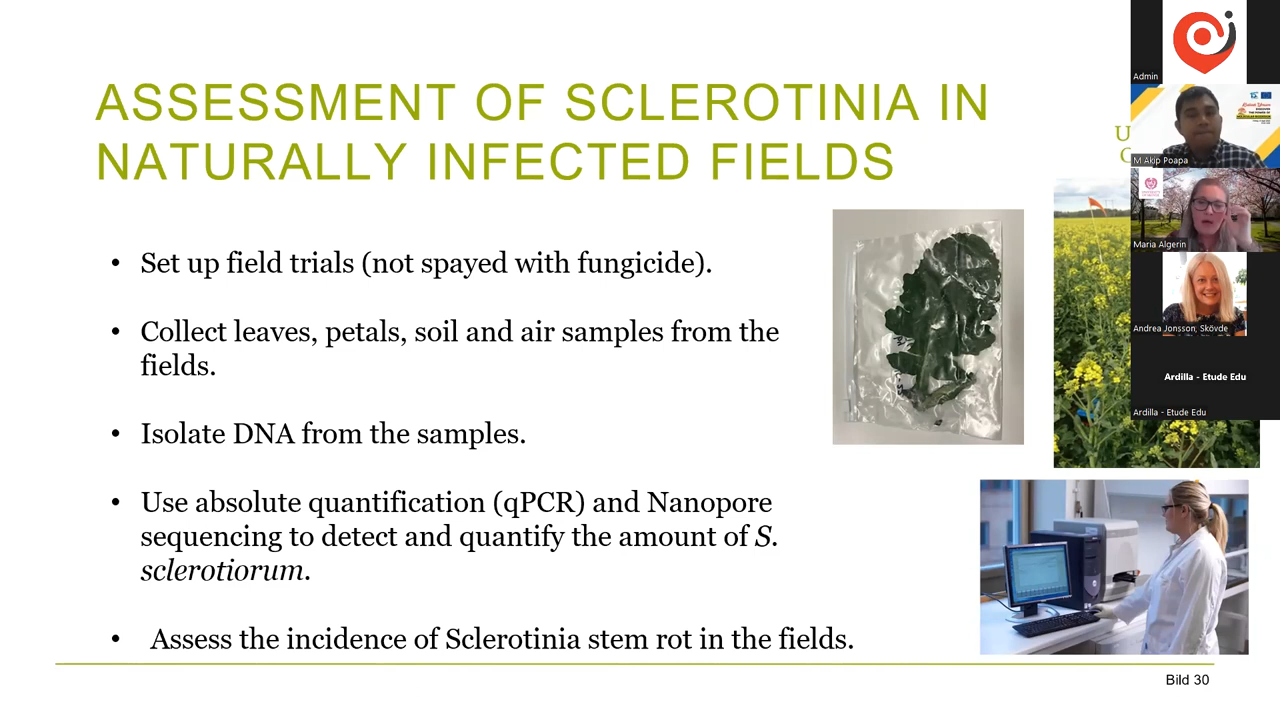 ASSESSMENT OF SCLEROTINIA IN
NATURALLY INFECTED FIELDS
• Set up field trials (not spayed with fungicide).
• Collect leaves, petals, soil and air samples from the
fields.
• Isolate DNA from the samples.
• Use absolute quantification (qPCR) and Nanopore
sequencing to detect and quantify the amount of S.
sclerotiorum.
• Assess the incidence of Sclerotinia stem rot in the fields.
Bild 30
Admin
M Akip Poapa
Maria Algerin
Andrea Jonsson, Skövde
Ardilla - Etude Edu
Ardilla - Etude Edu